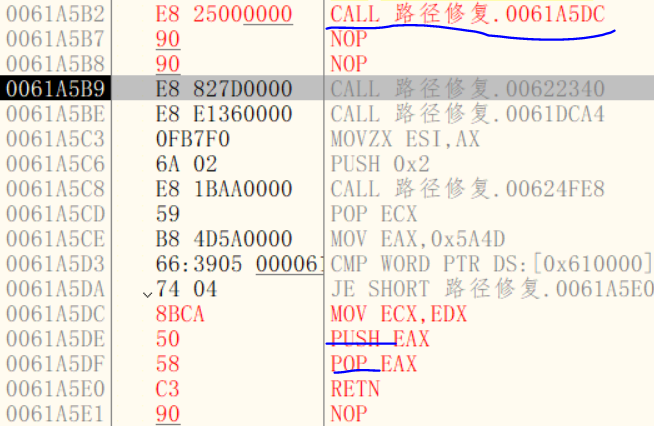 0061A5B2 E8 25000000 CALL 路径修复.0061A5DC
0061A5B7 90 NOP
0061A5B8 90 NOP
0061A5B9 E8 827D0000 CALL 路径修复.00622340
0061A5BE E8 E1360000 CALL 路径修复.0061DCA4
0061A5C3 0FB7F0 MOVZX ESI,AX
0061A5C6 6A 02 PUSH 0x2
0061A5C8 E8 1BAA0000 CALL 路径修复.00624FE8
0061A5CD 59 POP ECX
0061A5CE B8 4D5A0000 MOV EAX,0x5A4D
0061A5D3 66:3905 000061 CMP WORD PTR DS:[0x610000]
0061A5DA 74 04 JE SHORT 路径修复.0061A5E0
0061A5DC 8BCA MOV ECX,EDX
0061A5DE 50 PUSH EAX
0061A5DF 58 POP EAX
0061A5E0 C3 RETN
0061A5E1 90 NOP